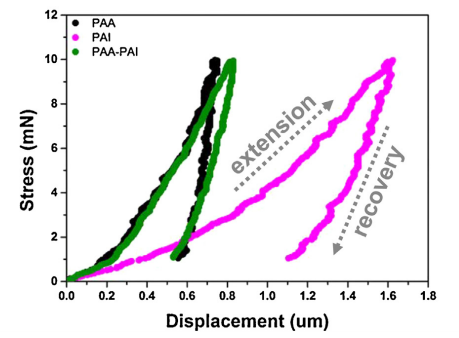 PAA
PAI
PAA-PAI
12
10
8
6
4
2
0
Stress (mN)
extension
recovery
0.0 0.2 0.4 0.6 0.8 1.0 1.2 1.4 1.6 1.8
Displacement (um)